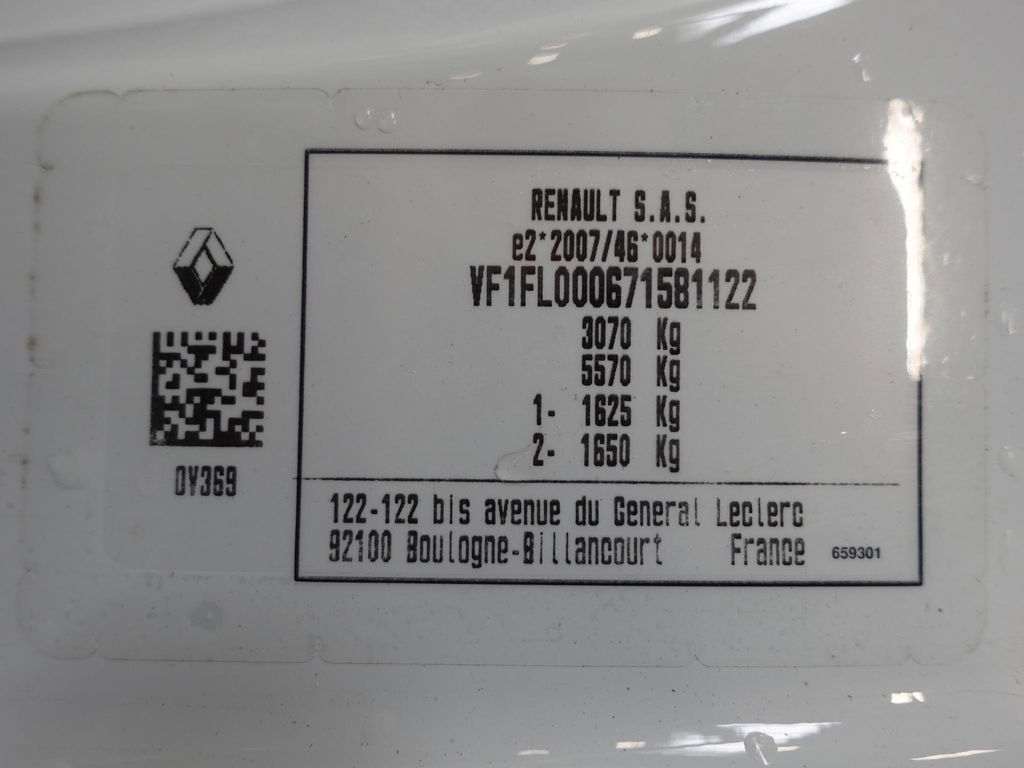 RENAULT S.A.S.
e2*2007/46*0014
VF1FL000671581122
3070 Kg
5570 Kg
1- 1625 Kg
2- 1650 Kg
0V369
122-122 bis avenue du General Leclerc
92100 Boulogne-Billancourt France 659301